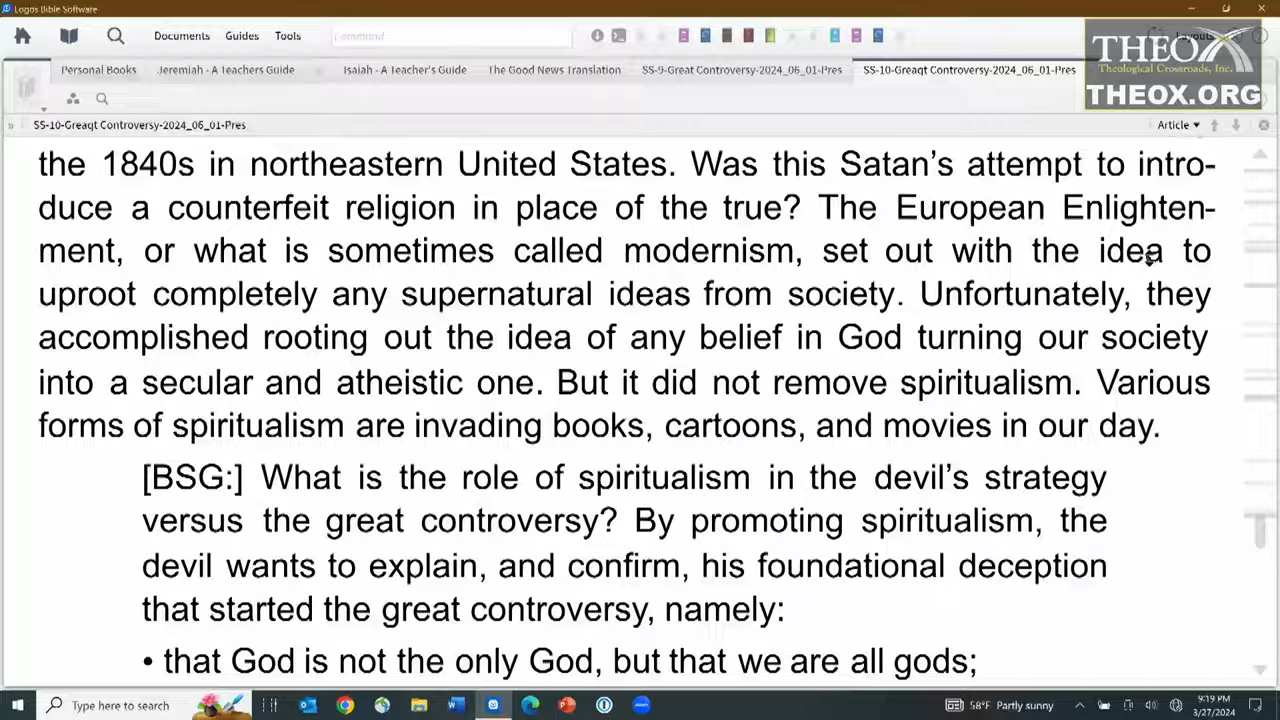 Logos Bible Software
Documents Guides Tools Command Layouts
THEOX
Theological Crossroads, Inc.
THEOX.ORG
Personal Books Jeremiah - A Teachers Guide The Good News Translation SS-9-Great Controversy-2024_06_01-Pres SS-10-Greaqt Controversy-2024_06_01-Pres
SS-10-Greaqt Controversy-2024_06_01-Pres Article
the 1840s in northeastern United States. Was this Satan's attempt to intro-
duce a counterfeit religion in place of the true? The European Enlighten-
ment, or what is sometimes called modernism, set out with the idea to
uproot completely any supernatural ideas from society. Unfortunately, they
accomplished rooting out the idea of any belief in God turning our society
into a secular and atheistic one. But it did not remove spiritualism. Various
forms of spiritualism are invading books, cartoons, and movies in our day.
[BSG:] What is the role of spiritualism in the devil's strategy
versus the great controversy? By promoting spiritualism, the
devil wants to explain, and confirm, his foundational deception
that started the great controversy, namely:
• that God is not the only God, but that we are all gods;
Type here to search 58°F Partly sunny 9:19 PM
3/27/2024